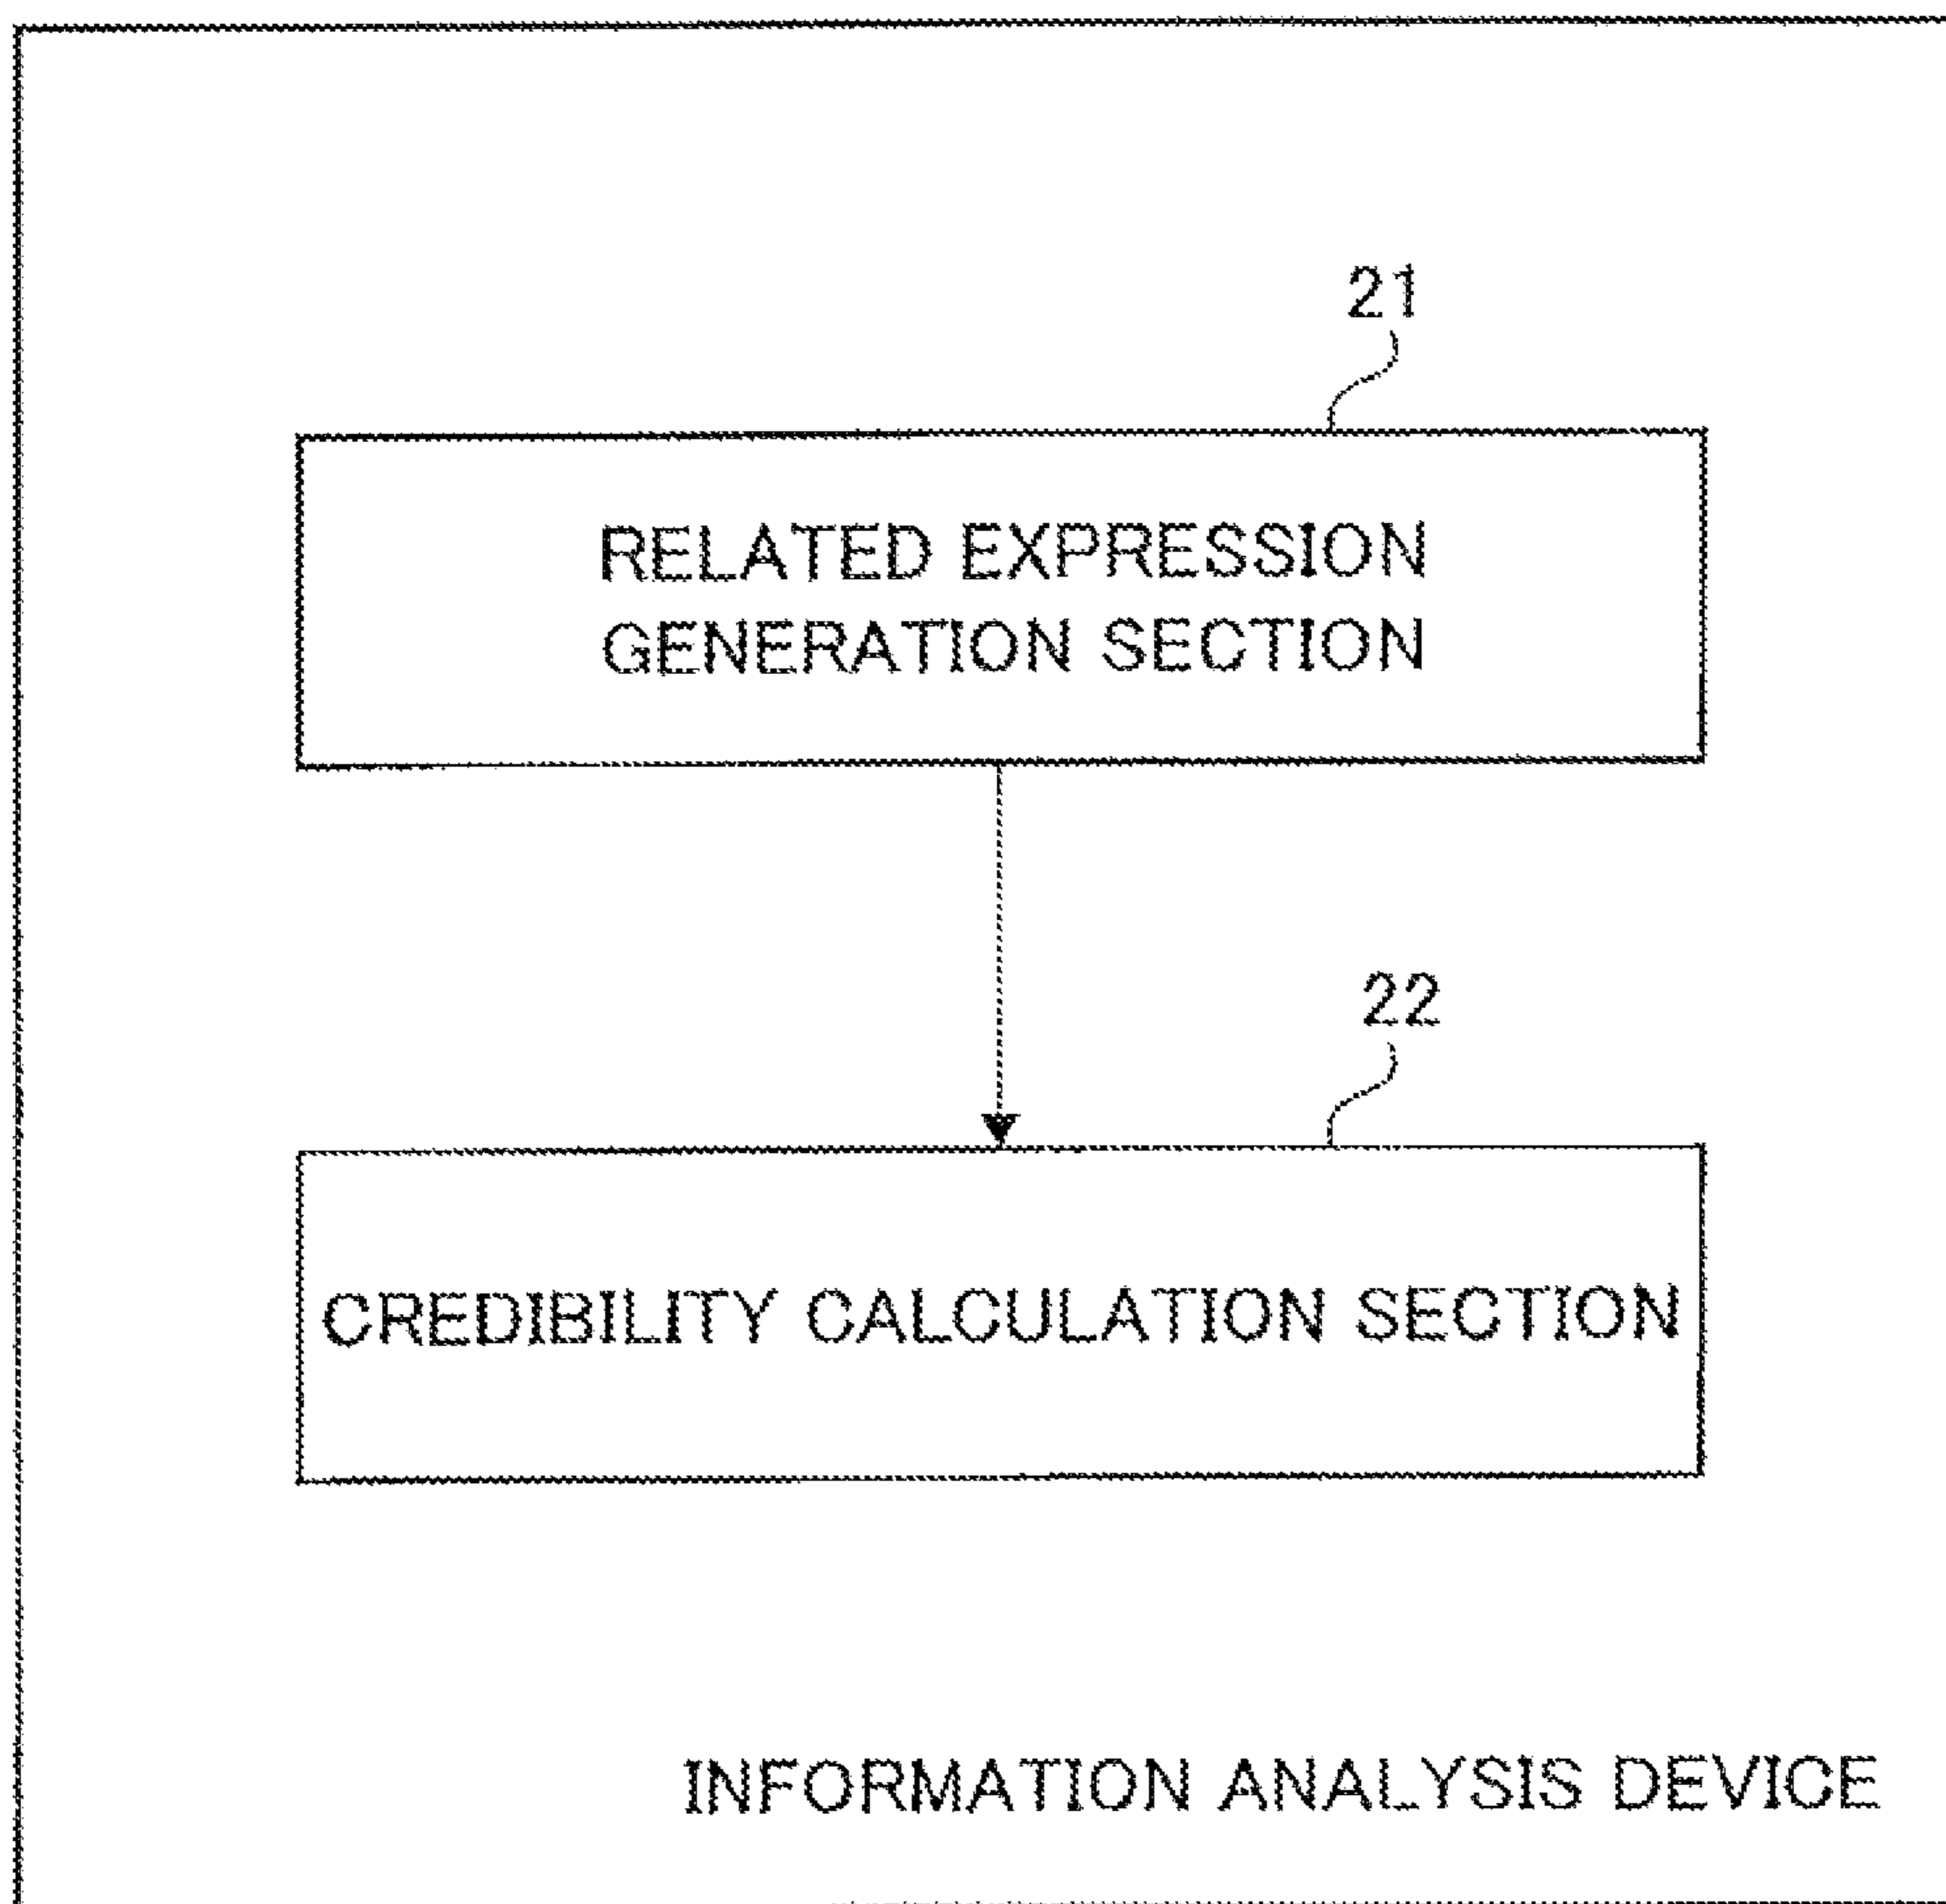 21
RELATED EXPRESSION
GENERATION SECTION
22
CREDIBILITY CALCULATION SECTION
INFORMATION ANALYSIS DEVICE